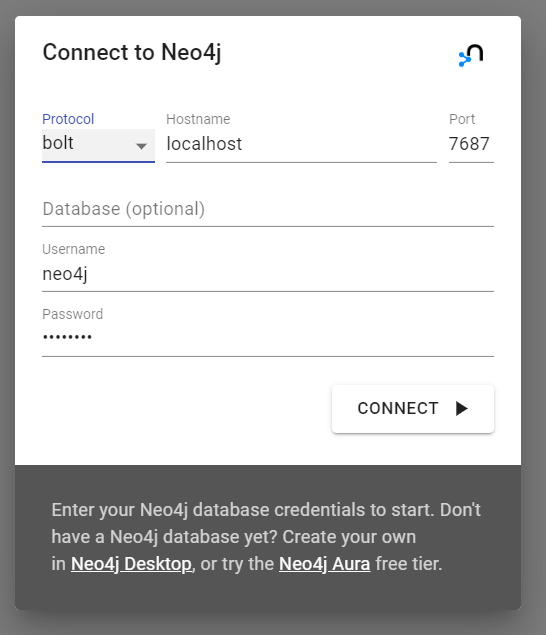 Connect to Neo4j
Protocol Hostname Port
bolt localhost 7687
Database (optional)
Username
neo4j
Password
••••••••
CONNECT
Enter your Neo4j database credentials to start. Don't
have a Neo4j database yet? Create your own
in Neo4j Desktop, or try the Neo4j Aura free tier.